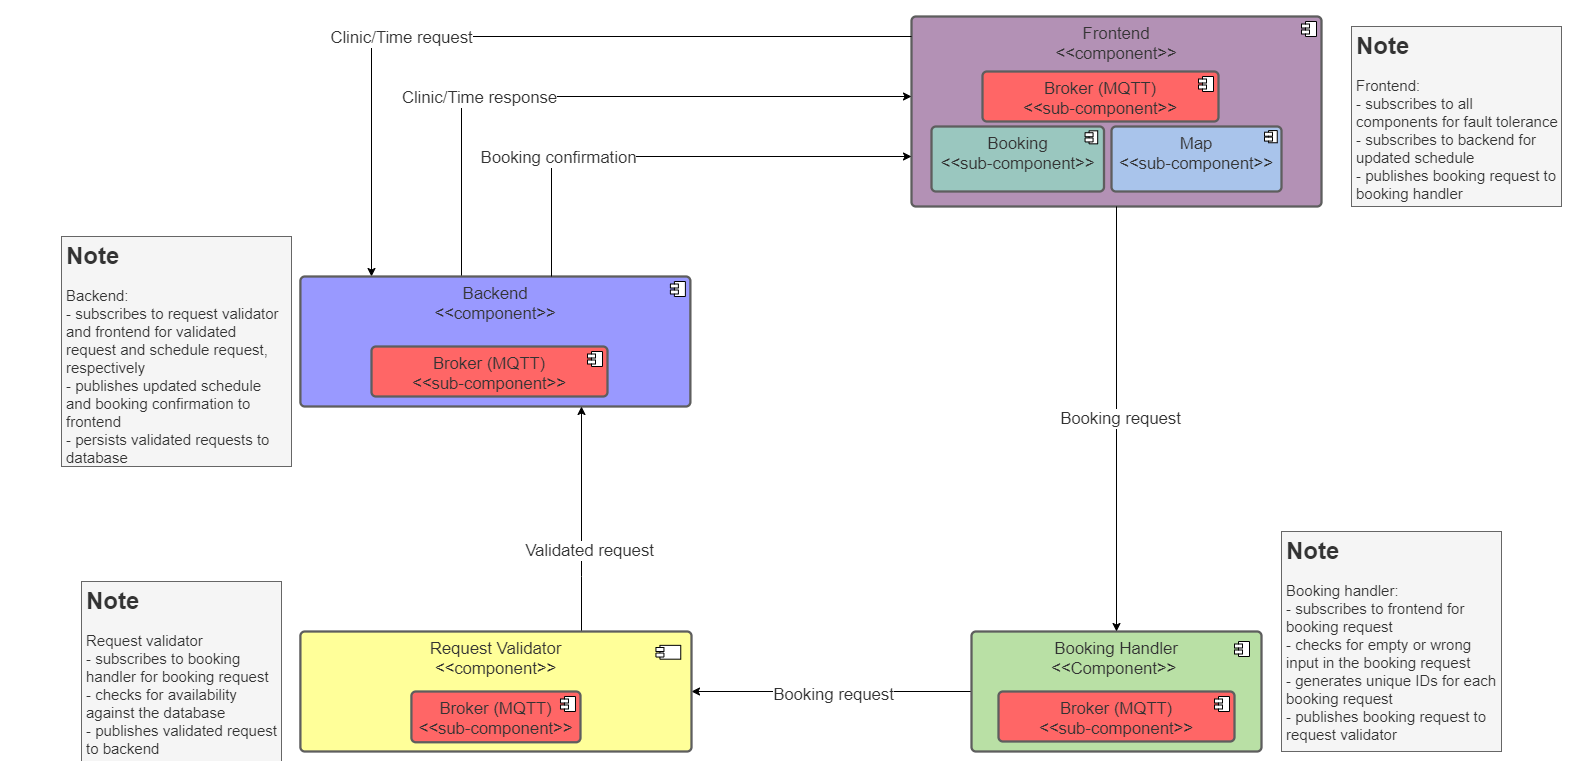 Clinic/Time request
Clinic/Time response
Booking confirmation
Frontend
<<component>>
Broker (MQTT)
<<sub-component>>
Booking
<<sub-component>>
Map
<<sub-component>>
Note
Frontend:
- subscribes to all
components for fault tolerance
- subscribes to backend for
updated schedule
- publishes booking request to
booking handler
Note
Backend:
- subscribes to request validator
and frontend for validated
request and schedule request,
respectively
- publishes updated schedule
and booking confirmation to
frontend
- persists validated requests to
database
Backend
<<component>>
Broker (MQTT)
<<sub-component>>
Booking request
Validated request
Note
Request validator
- subscribes to booking
handler for booking request
- checks for availability
against the database
- publishes validated request
to backend
Request Validator
<<component>>
Broker (MQTT)
<<sub-component>>
Booking request
Booking Handler
<<Component>>
Broker (MQTT)
<<sub-component>>
Note
Booking handler:
- subscribes to frontend for
booking request
- checks for empty or wrong
input in the booking request
- generates unique IDs for each
booking request
- publishes booking request to
request validator